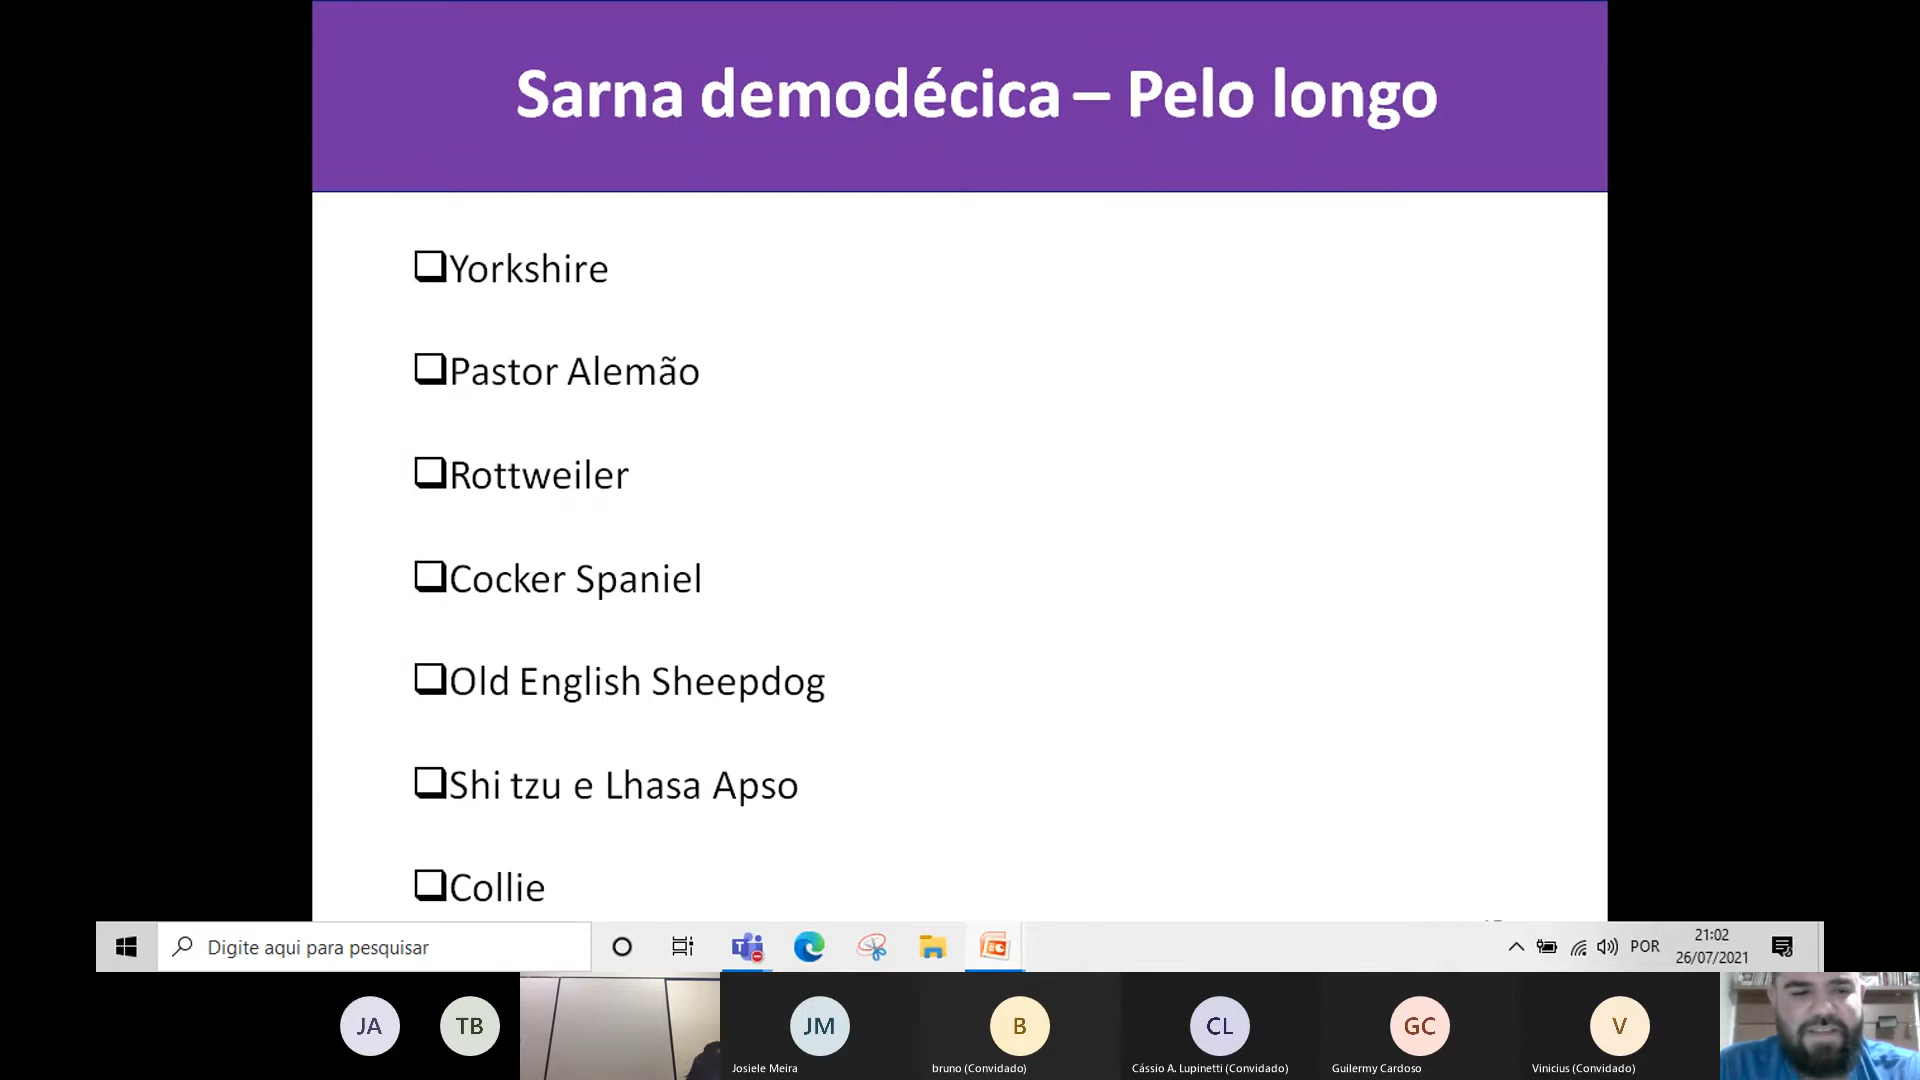 Sarna demodécica – Pelo longo
Yorkshire
Pastor Alemão
Rottweiler
Cocker Spaniel
Old English Sheepdog
Shi tzu e Lhasa Apso
Collie
Digite aqui para pesquisar
POR
21:02
26/07/2021
JA
TB
JM
B
CL
GC
V
Josiele Meira
bruno (Convidado)
Cássio A. Lupinetti (Convidado)
Guilermy Cardoso
Vinicius (Convidado)